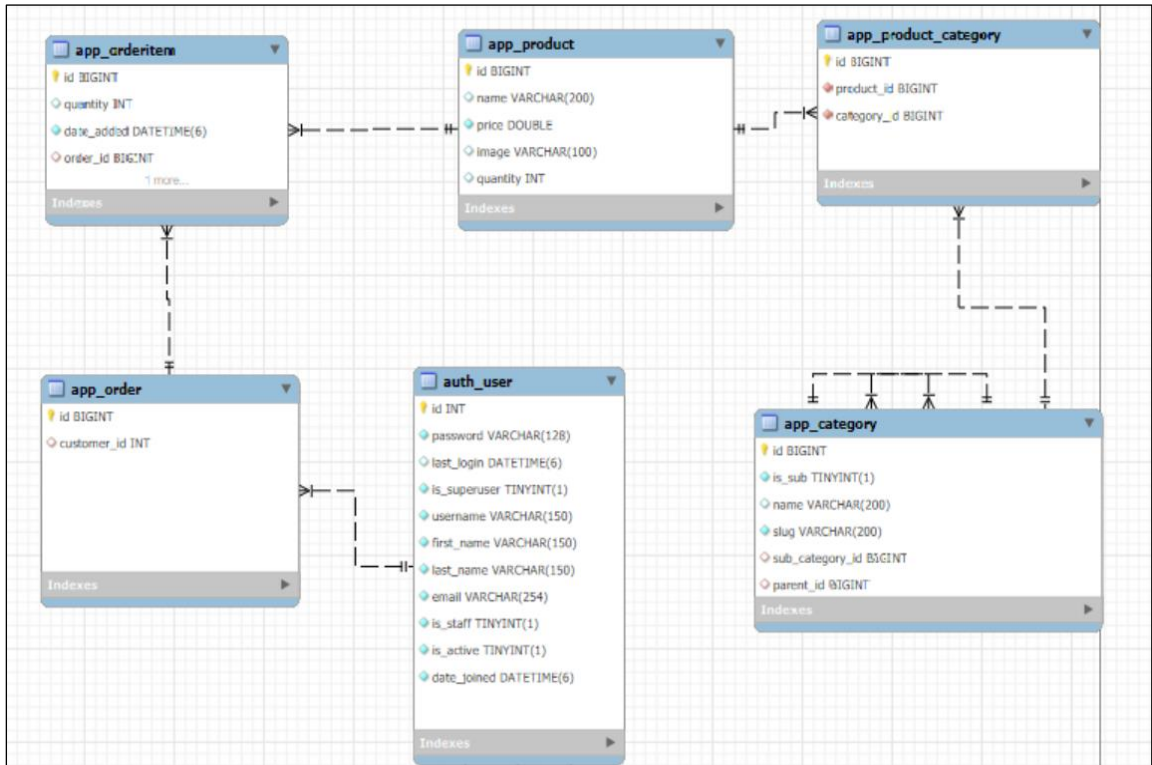 app_orderitem
id BIGINT
quantity INT
date_added DATETIME(6)
order_id BIGINT
1 more...
Indexes
app_product
id BIGINT
name VARCHAR(200)
price DOUBLE
image VARCHAR(100)
quantity INT
Indexes
app_product_category
id BIGINT
product_id BIGINT
category_id BIGINT
Indexes
app_order
id BIGINT
customer_id INT
Indexes
auth_user
id INT
password VARCHAR(128)
last_login DATETIME(6)
is_superuser TINYINT(1)
username VARCHAR(150)
first_name VARCHAR(150)
last_name VARCHAR(150)
email VARCHAR(254)
is_staff TINYINT(1)
is_active TINYINT(1)
date_joined DATETIME(6)
Indexes
app_category
id BIGINT
is_sub TINYINT(1)
name VARCHAR(200)
slug VARCHAR(200)
sub_category_id BIGINT
parent_id BIGINT
Indexes